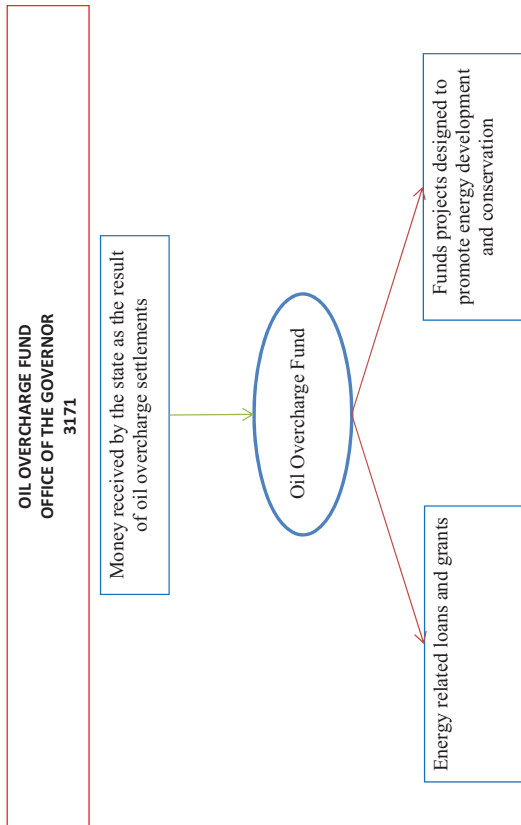 OIL OVERCHARGE FUND
OFFICE OF THE GOVERNOR
3171
Money received by the state as the result
of oil overcharge settlements
Oil Overcharge Fund
Energy related loans and grants
Funds projects designed to
promote energy development
and conservation